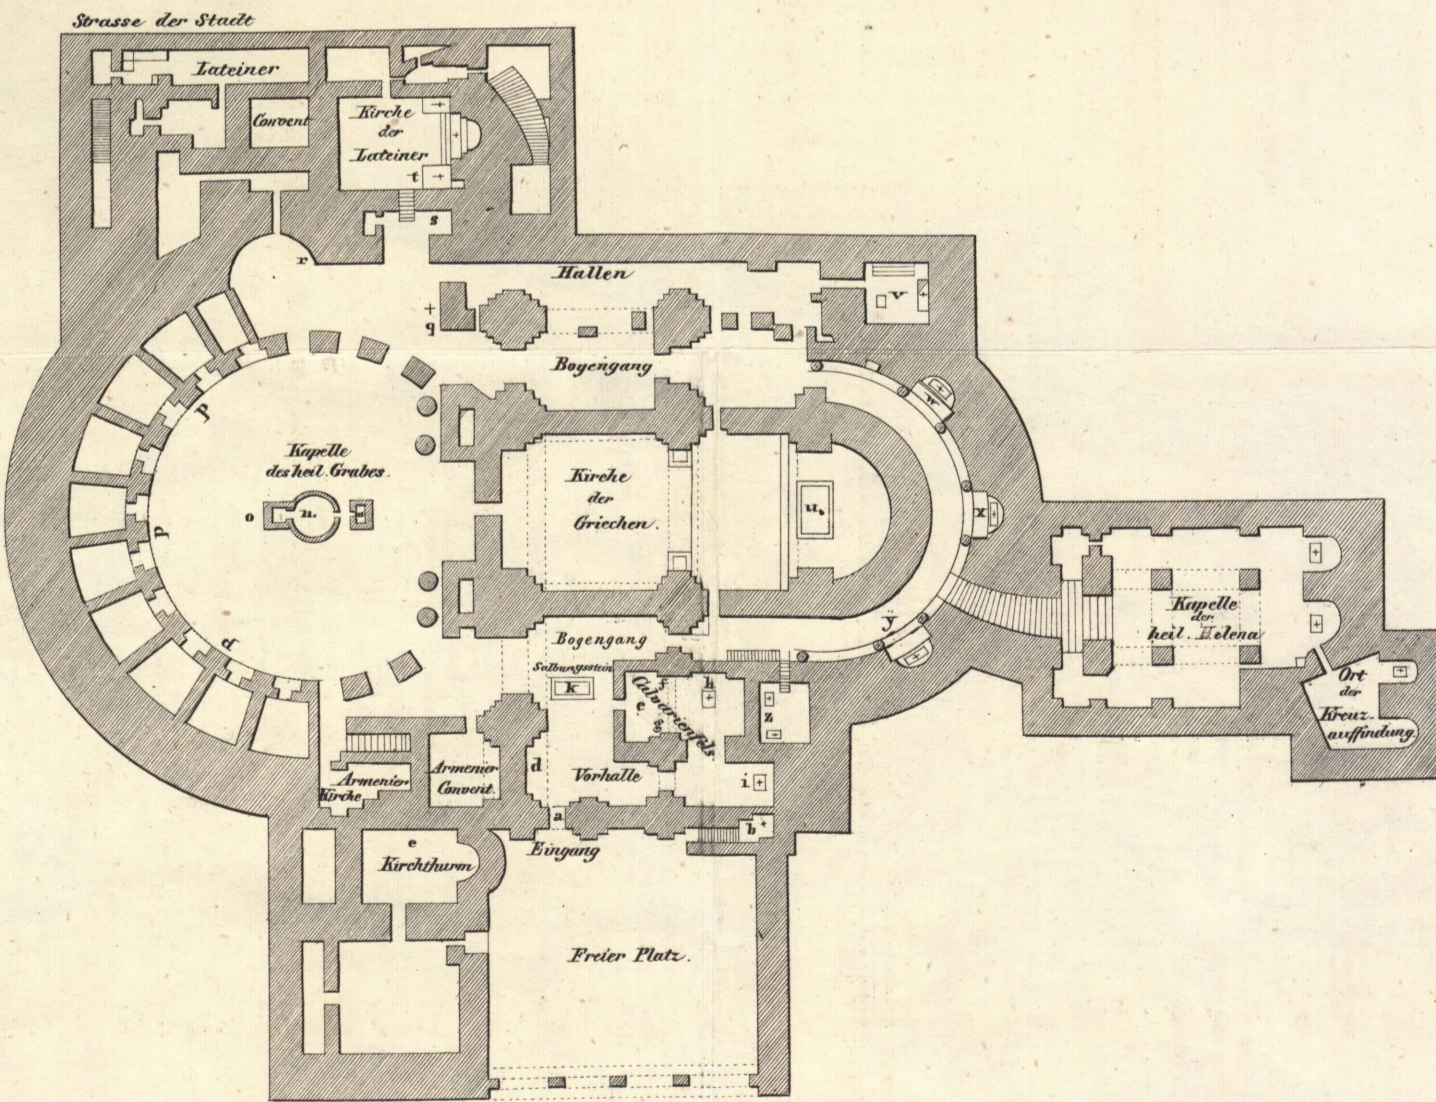 Strasse der Stadt
Lateiner
Convent
Kirche
der
Lateiner
t
s
r
Hallen
v
q
Bogengang
w
p
Kapelle
des heil. Grabes.
o
n.
Kirche
der
Griechen.
u.
x
p
Kapelle
der
heil. Helena
ÿ
Bogengang
p
Salbungsstein
k
f
h
e
g
Calvarienfels
z
Ort
der
Kreuz-
auffindung.
d
Vorhalle
i
Armenier
Kirche
Armenier
Convent.
a
b
Eingang
e
Kirchthurm
Freier Platz.